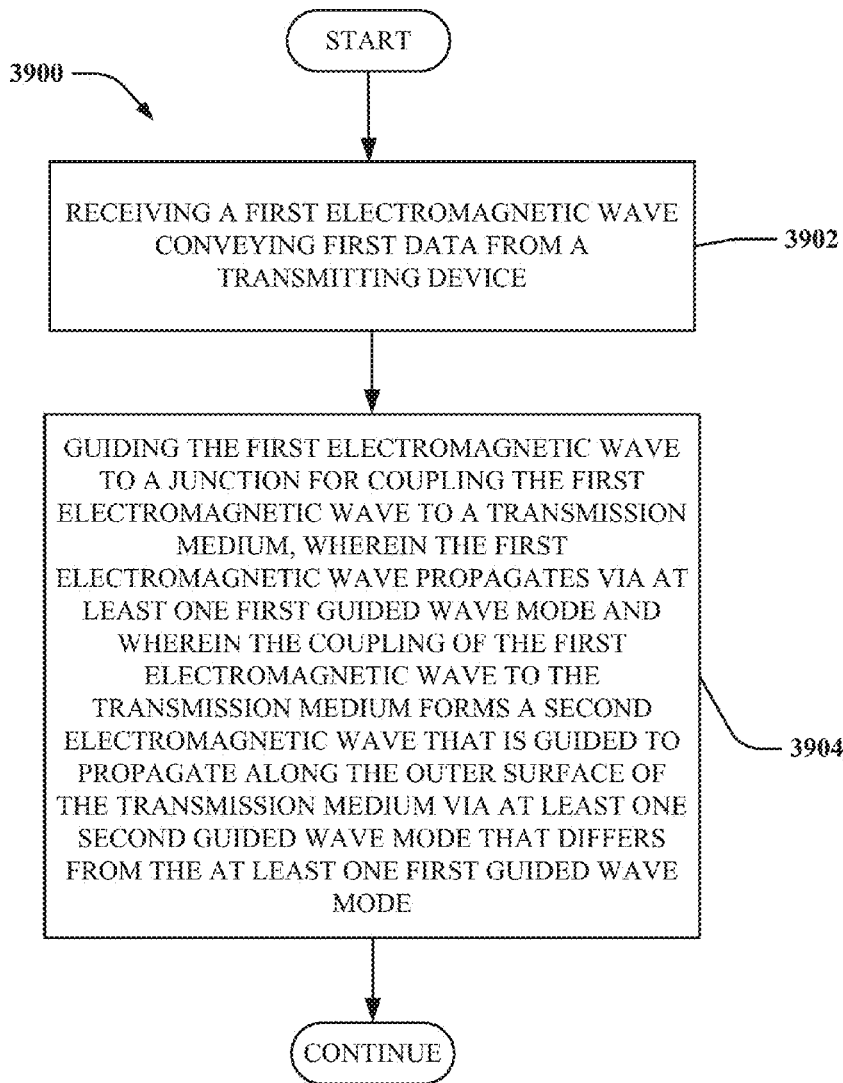 START
3900
RECEIVING A FIRST ELECTROMAGNETIC WAVE
CONVEYING FIRST DATA FROM A
TRANSMITTING DEVICE
3902
GUIDING THE FIRST ELECTROMAGNETIC WAVE
TO A JUNCTION FOR COUPLING THE FIRST
ELECTROMAGNETIC WAVE TO A TRANSMISSION
MEDIUM, WHEREIN THE FIRST
ELECTROMAGNETIC WAVE PROPAGATES VIA AT
LEAST ONE FIRST GUIDED WAVE MODE AND
WHEREIN THE COUPLING OF THE FIRST
ELECTROMAGNETIC WAVE TO THE
TRANSMISSION MEDIUM FORMS A SECOND
ELECTROMAGNETIC WAVE THAT IS GUIDED TO
PROPAGATE ALONG THE OUTER SURFACE OF
THE TRANSMISSION MEDIUM VIA AT LEAST ONE
SECOND GUIDED WAVE MODE THAT DIFFERS
FROM THE AT LEAST ONE FIRST GUIDED WAVE
MODE
3904
CONTINUE